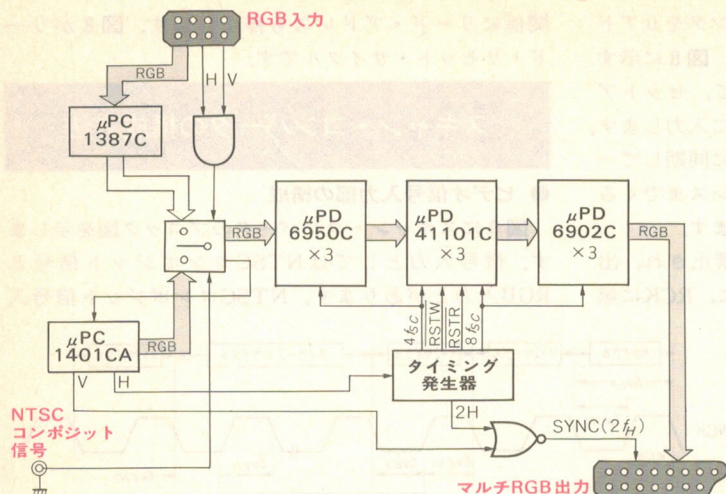 RGB入力
RGB
H
V
μPC
1387C
RGB
μPD
6950C
×3
μPD
41101C
×3
μPD
6902C
×3
RGB
μPC
1401CA
RGB
V
H
4fSC
RSTW
RSTR
8fSC
タイミング
発生器
2H
SYNC(2fH)
NTSC
コンポジット
信号
マルチRGB出力